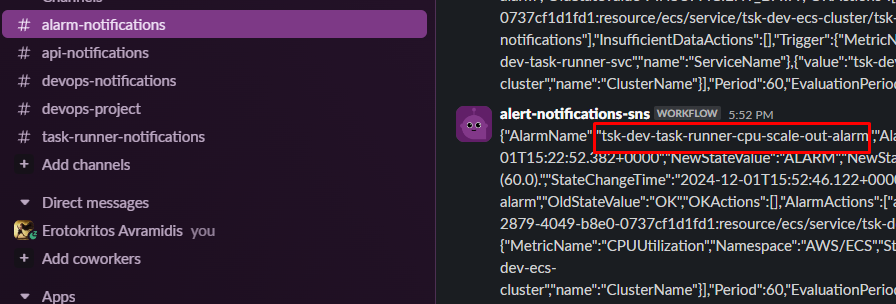 Channels
# alarm-notifications
# api-notifications
# devops-notifications
# devops-project
# task-runner-notifications
+ Add channels
Direct messages
Erotokritos Avramidis you
+ Add coworkers
Apps
0737cf1d1fd1:resource/ecs/service/tsk-dev-ecs-cluster/tsk-
notifications"],"InsufficientDataActions":[],"Trigger":{"MetricN
dev-task-runner-svc","name":"ServiceName"},{"value":"tsk-de
cluster","name":"ClusterName"}],"Period":60,"EvaluationPeriod
alert-notifications-sns WORKFLOW 5:52 PM
{"AlarmName":"tsk-dev-task-runner-cpu-scale-out-alarm","Ala
01T15:22:52.382+0000","NewStateValue":"ALARM","NewSt
(60.0).","StateChangeTime":"2024-12-01T15:52:46.122+0000
alarm","OldStateValue":"OK","OKActions":[],"AlarmActions":["a
2879-4049-b8e0-0737cf1d1fd1:resource/ecs/service/tsk-d
{"MetricName":"CPUUtilization","Namespace":"AWS/ECS","St
dev-ecs-
cluster","name":"ClusterName"}],"Period":60,"EvaluationPerio